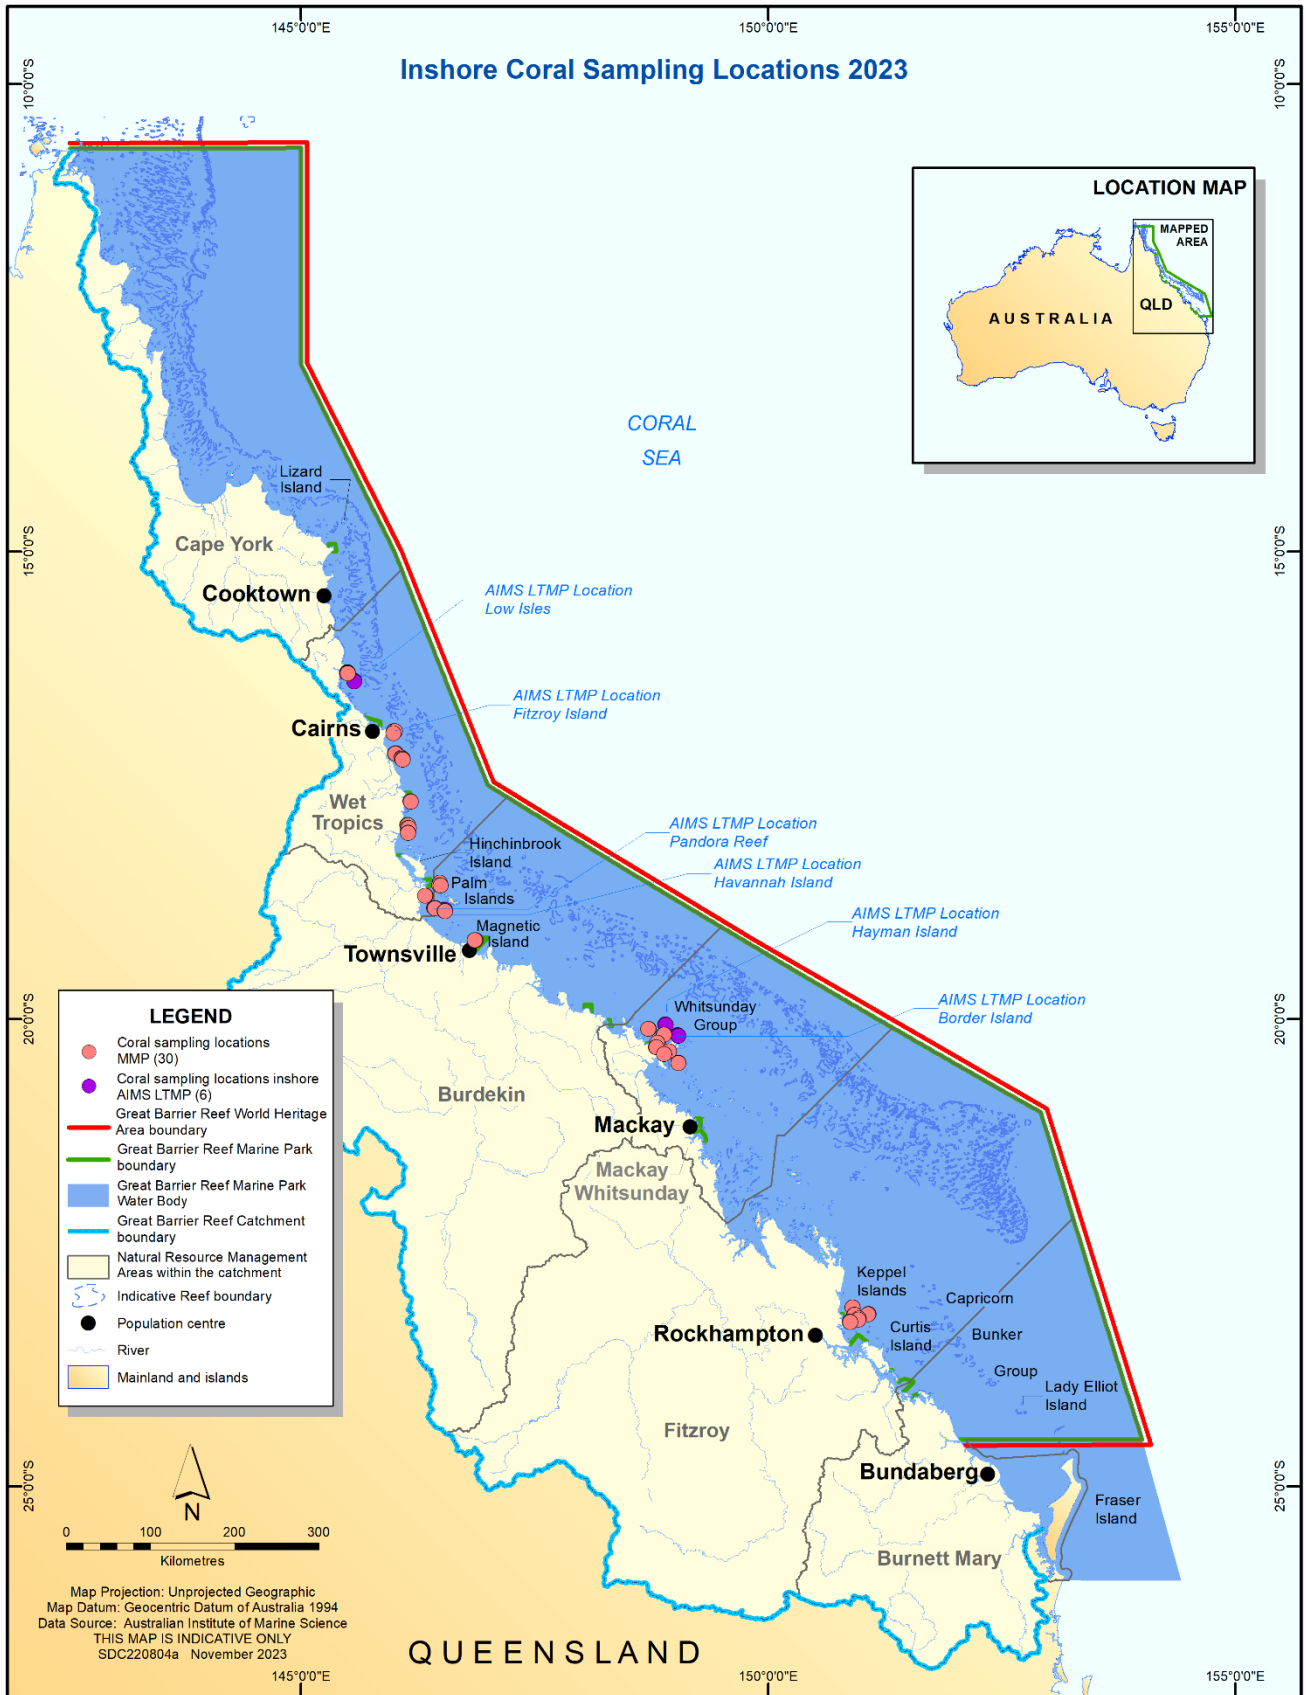 145°0'0"E
150°0'0"E
155°0'0"E
Inshore Coral Sampling Locations 2023
10°0'0"S
10°0'0"S
LOCATION MAP
MAPPED
AREA
QLD
AUSTRALIA
CORAL
SEA
Lizard
Island
15°0'0"S
15°0'0"S
Cape York
Cooktown
AIMS LTMP Location
Low Isles
AIMS LTMP Location
Fitzroy Island
Cairns
Wet
Tropics
AIMS LTMP Location
Pandora Reef
Hinchinbrook
Island
AIMS LTMP Location
Havannah Island
Palm
Islands
AIMS LTMP Location
Hayman Island
Magnetic
Island
Townsville
AIMS LTMP Location
Border Island
Whitsunday
Group
20°0'0"S
20°0'0"S
LEGEND
Coral sampling locations
MMP (30)
Coral sampling locations inshore
AIMS LTMP (6)
Great Barrier Reef World Heritage
Area boundary
Great Barrier Reef Marine Park
boundary
Great Barrier Reef Marine Park
Water Body
Great Barrier Reef Catchment
boundary
Natural Resource Management
Areas within the catchment
Indicative Reef boundary
Population centre
River
Mainland and islands
Burdekin
Mackay
Mackay
Whitsunday
Keppel
Islands
Capricorn
Bunker
Group
Curtis
Island
Rockhampton
Lady Elliot
Island
Fitzroy
Bundaberg
25°0'0"S
25°0'0"S
Fraser
Island
Burnett Mary
N
0 100 200 300
Kilometres
Map Projection: Unprojected Geographic
Map Datum: Geocentric Datum of Australia 1994
Data Source: Australian Institute of Marine Science
THIS MAP IS INDICATIVE ONLY
SDC220804a November 2023
QUEENSLAND
145°0'0"E
150°0'0"E
155°0'0"E